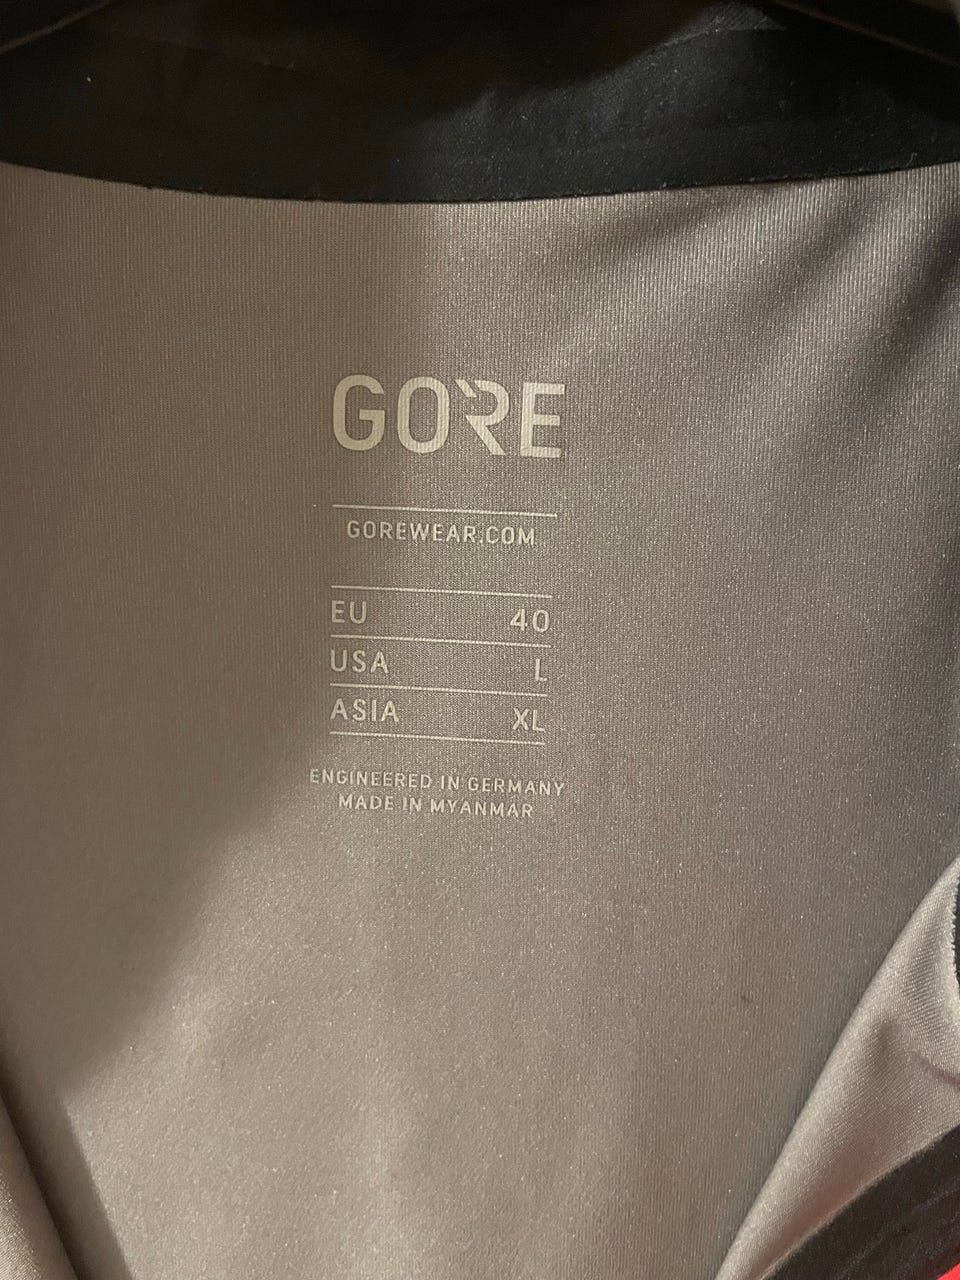 GORE
GOREWEAR.COM
EU 40
USA L
ASIA XL
ENGINEERED IN GERMANY
MADE IN MYANMAR